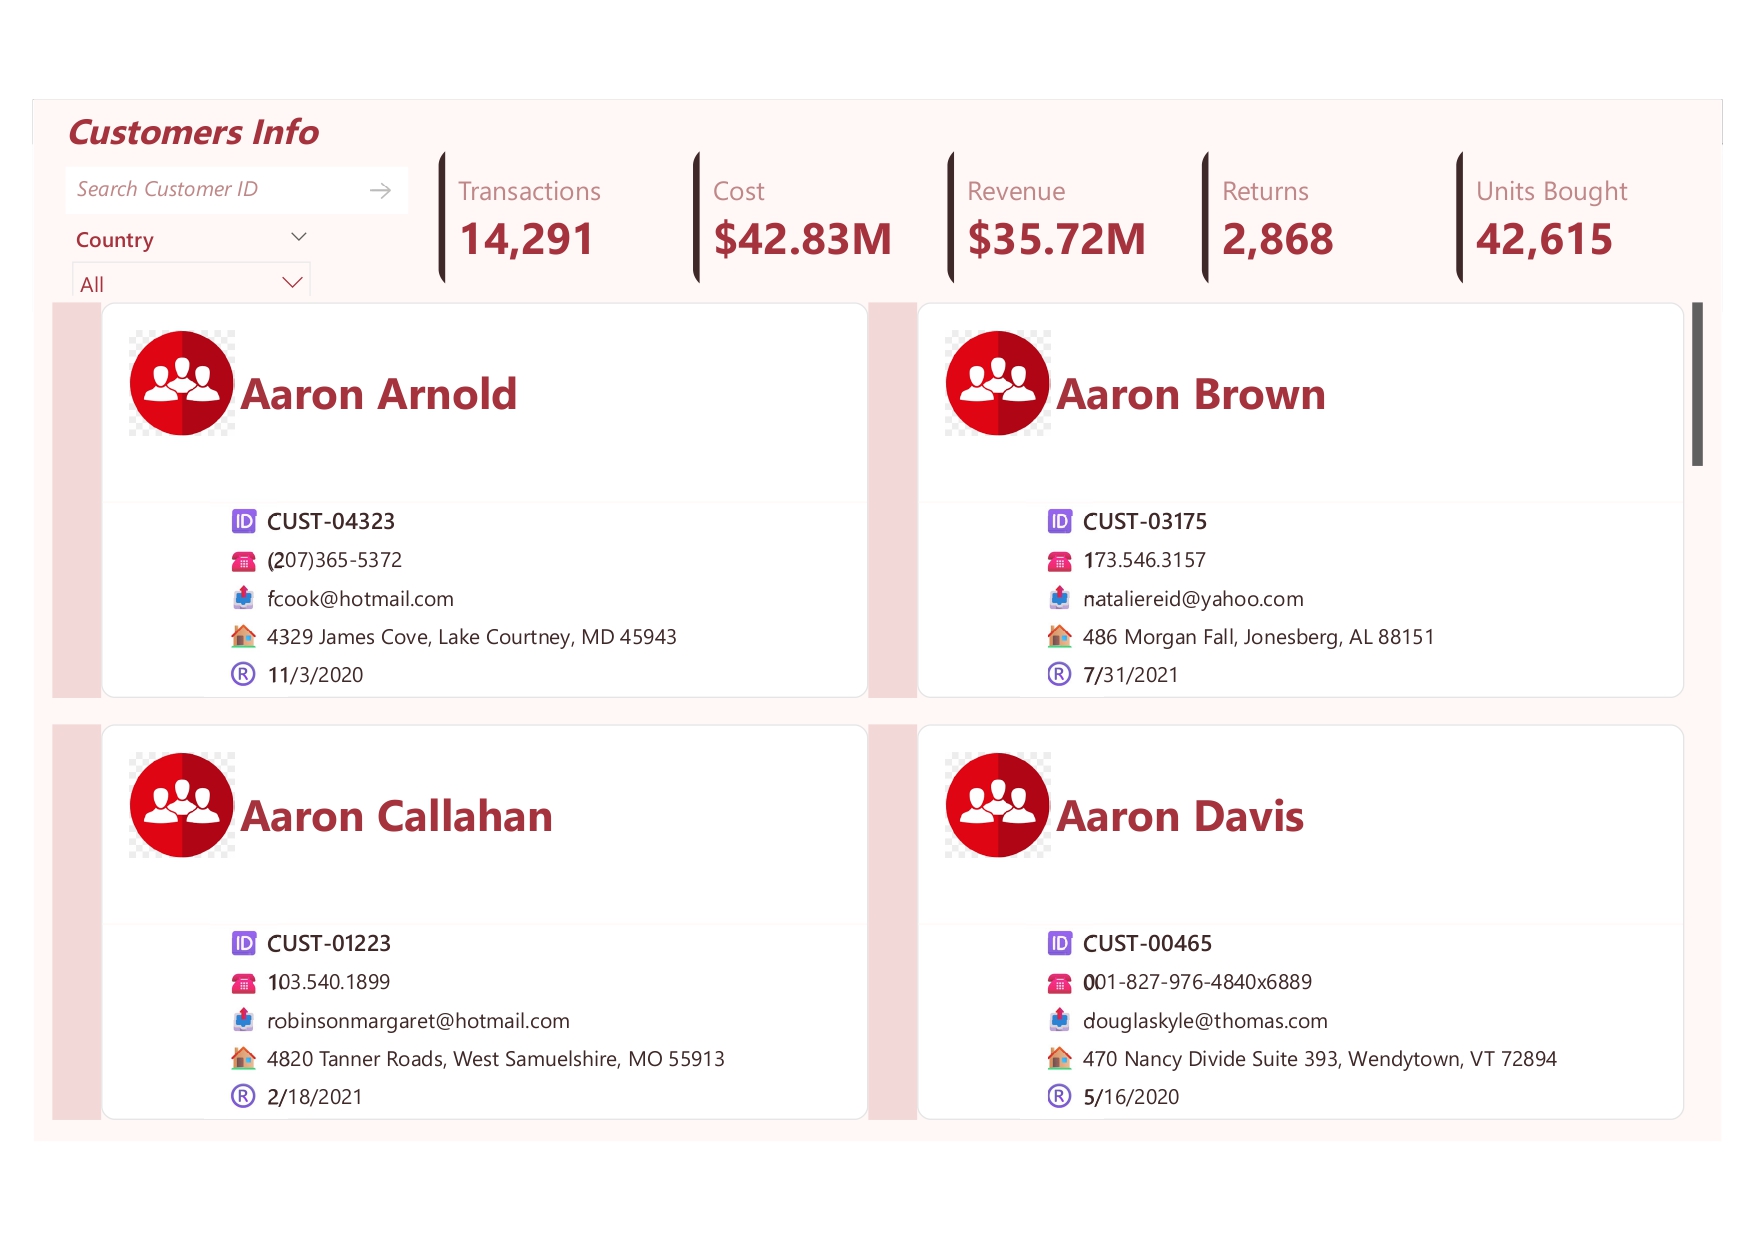 Customers Info
Search Customer ID
Country
All
Transactions
14,291
Cost
$42.83M
Revenue
$35.72M
Returns
2,868
Units Bought
42,615
Aaron Arnold
ID CUST-04323
(207)365-5372
fcook@hotmail.com
4329 James Cove, Lake Courtney, MD 45943
® 11/3/2020
Aaron Brown
ID CUST-03175
173.546.3157
nataliereid@yahoo.com
486 Morgan Fall, Jonesberg, AL 88151
® 7/31/2021
Aaron Callahan
ID CUST-01223
103.540.1899
robinsonmargaret@hotmail.com
4820 Tanner Roads, West Samuelshire, MO 55913
® 2/18/2021
Aaron Davis
ID CUST-00465
001-827-976-4840x6889
douglaskyle@thomas.com
470 Nancy Divide Suite 393, Wendytown, VT 72894
® 5/16/2020